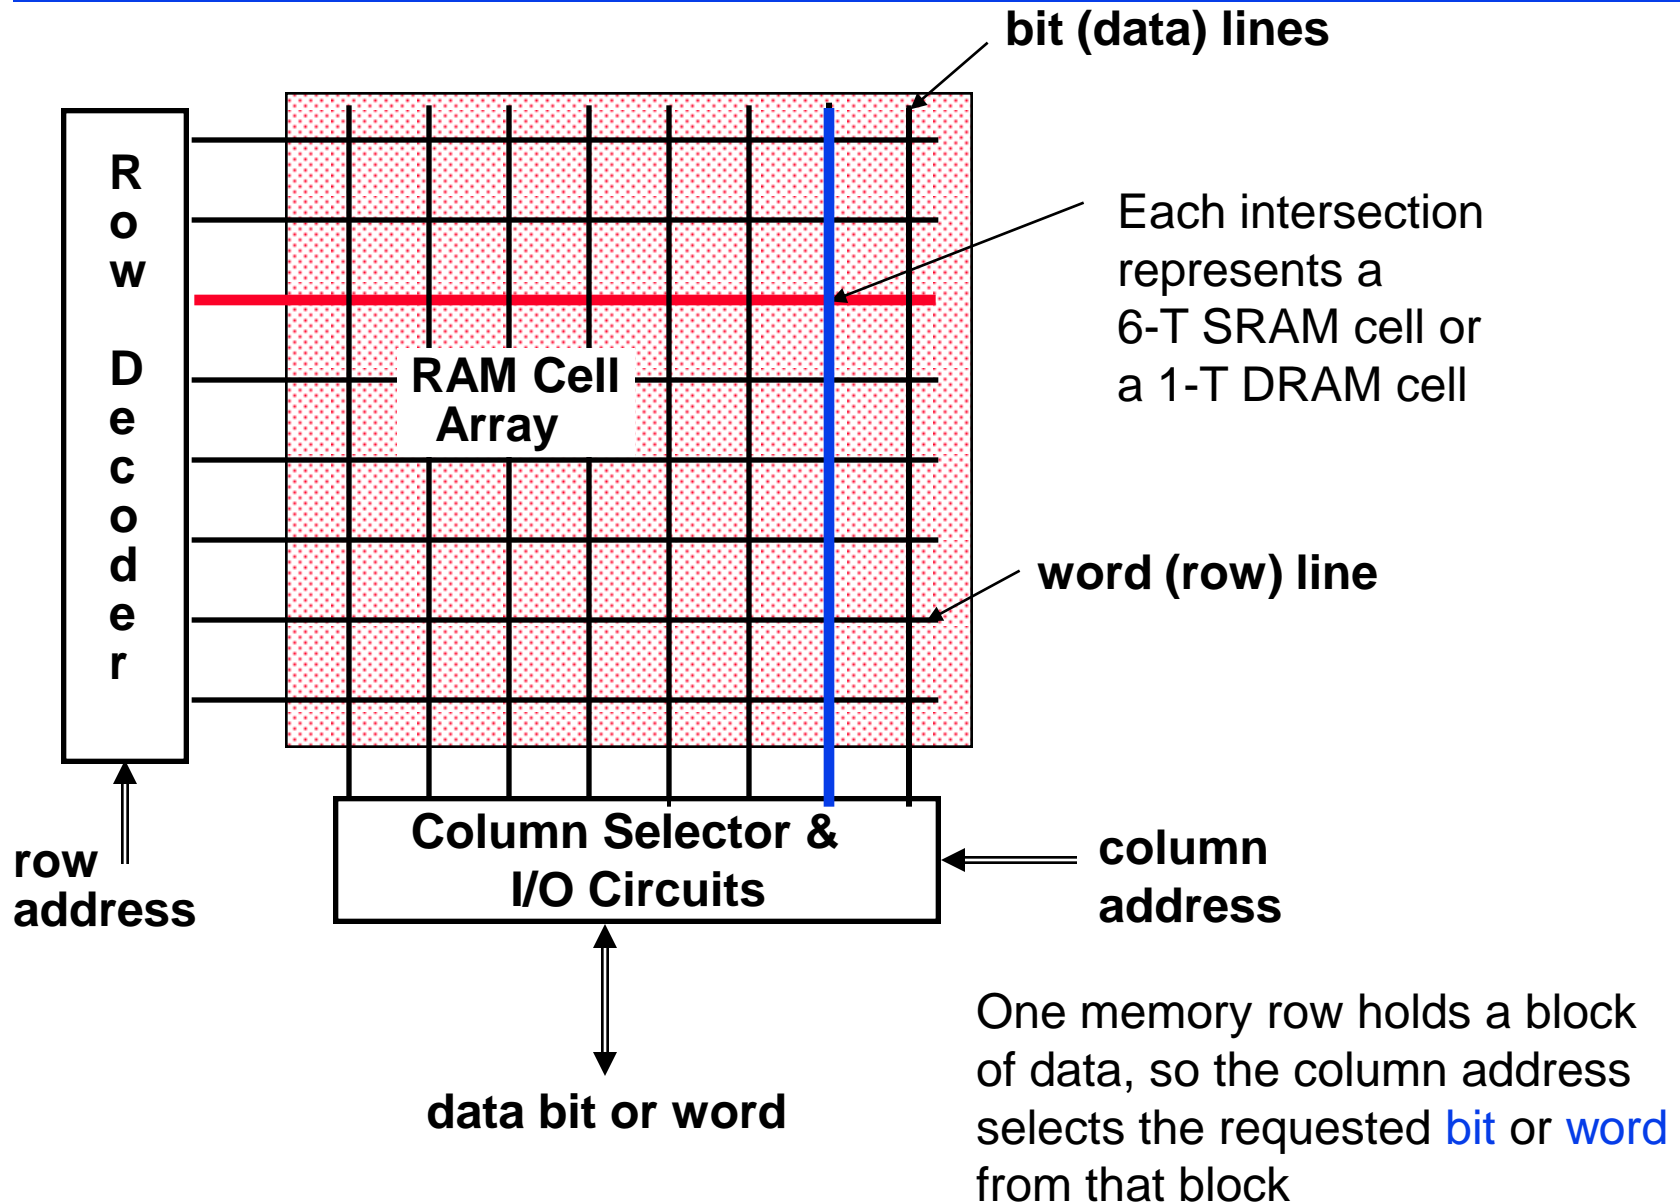 bit (data) lines
Row
Decoder
Each intersection
represents a
6-T SRAM cell or
a 1-T DRAM cell
RAM Cell
Array
word (row) line
Column Selector &
I/O Circuits
row
address
column
address
data bit or word
One memory row holds a block
of data, so the column address
selects the requested bit or word
from that block